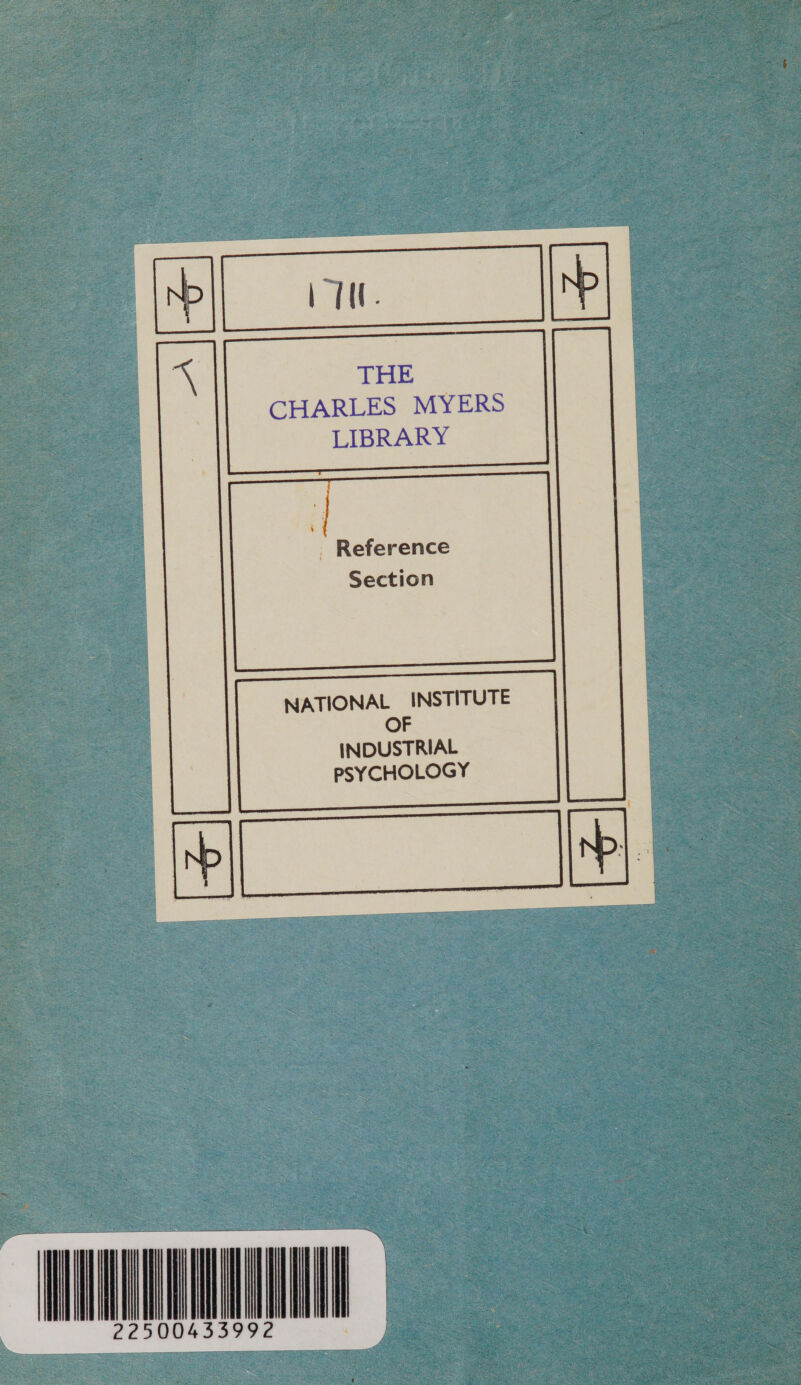 1711.
THE
CHARLES MYERS
LIBRARY
Reference
Section
NATIONAL INSTITUTE
OF
INDUSTRIAL
PSYCHOLOGY
22500433992